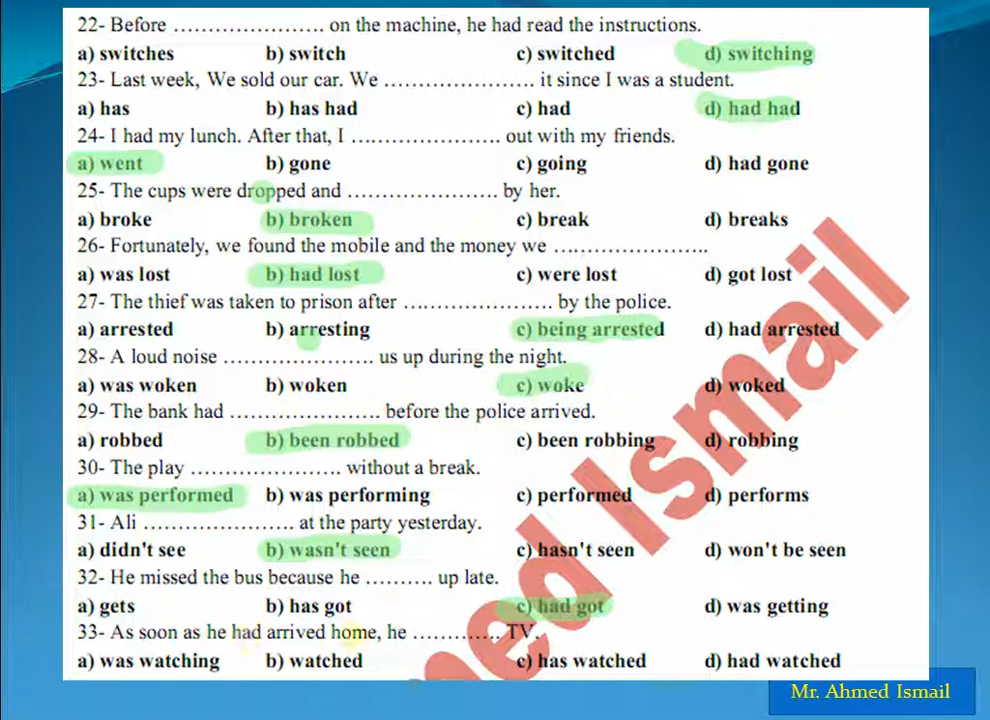 22- Before ........................ on the machine, he had read the instructions.
a) switches b) switch c) switched d) switching
23- Last week, We sold our car. We ........................ it since I was a student.
a) has b) has had c) had d) had had
24- I had my lunch. After that, I ........................ out with my friends.
a) went b) gone c) going d) had gone
25- The cups were dropped and ........................ by her.
a) broke b) broken c) break d) breaks
26- Fortunately, we found the mobile and the money we ........................
a) was lost b) had lost c) were lost d) got lost
27- The thief was taken to prison after ........................ by the police.
a) arrested b) arresting c) being arrested d) had arrested
28- A loud noise ........................ us up during the night.
a) was woken b) woken c) woke d) woked
29- The bank had ........................ before the police arrived.
a) robbed b) been robbed c) been robbing d) robbing
30- The play ........................ without a break.
a) was performed b) was performing c) performed d) performs
31- Ali ........................ at the party yesterday.
a) didn't see b) wasn't seen c) hasn't seen d) won't be seen
32- He missed the bus because he .......... up late.
a) gets b) has got c) had got d) was getting
33- As soon as he had arrived home, he .............. TV.
a) was watching b) watched c) has watched d) had watched
med Ismail
Mr. Ahmed Ismail